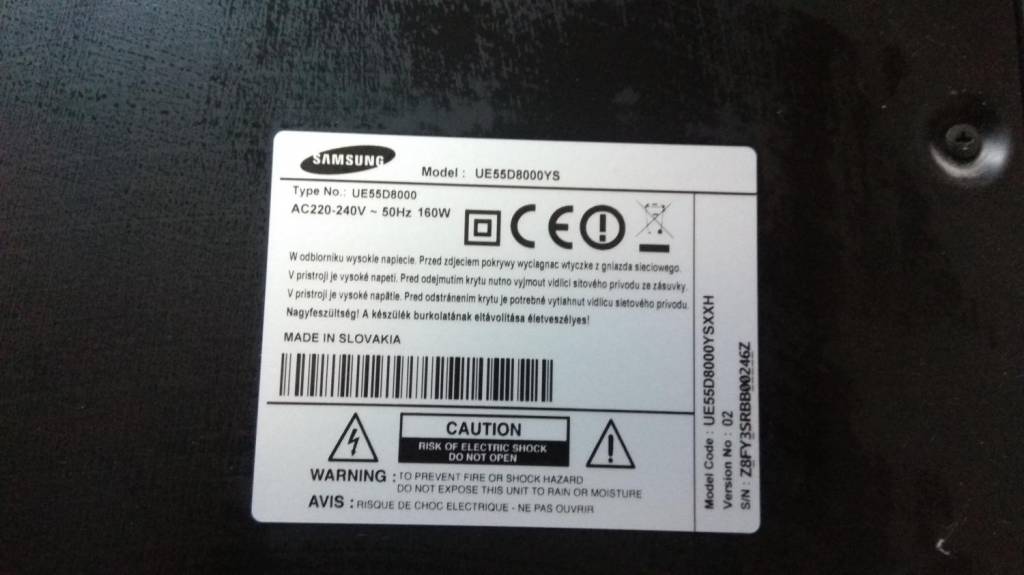 SAMSUNG
Model : UE55D8000YS
Type No.: UE55D8000
AC220-240V ~ 50Hz 160W
W odbiorniku wysokie napiecie. Przed zdjeciem pokrywy wyciagnac wtyczke z gniazda sieciowego.
V pristroji je vysoké napeti. Pred odejmutim krytu nutno vyjmout vidlici sitového privodu ze zásuvky.
V pristroji je vysoké napätie. Pred odstránením krytu je potrebné vytiahnut vidlicu sietového privodu.
Nagyfeszültség! A készülék burkolatának eltávolítása életveszélyes!
MADE IN SLOVAKIA
CAUTION
RISK OF ELECTRIC SHOCK
DO NOT OPEN
WARNING : TO PREVENT FIRE OR SHOCK HAZARD
DO NOT EXPOSE THIS UNIT TO RAIN OR MOISTURE
AVIS : RISQUE DE CHOC ELECTRIQUE - NE PAS OUVRIR
Model Code : UE55D8000YSXXH
Version No : 02
S/N : Z8FY3SRBB00246Z